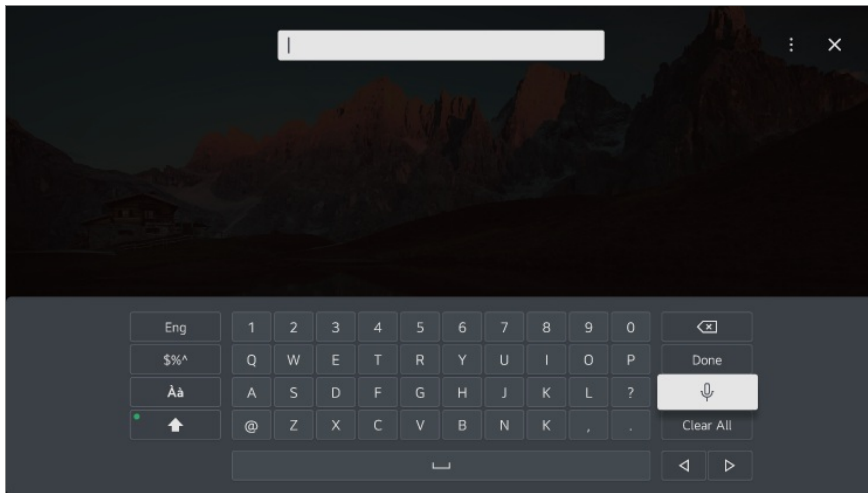 Eng 1 2 3 4 5 6 7 8 9 0
$%^ Q W E T R Y U I O P Done
Àà A S D F G H J K L ?
@ Z X C V B N K , . Clear All